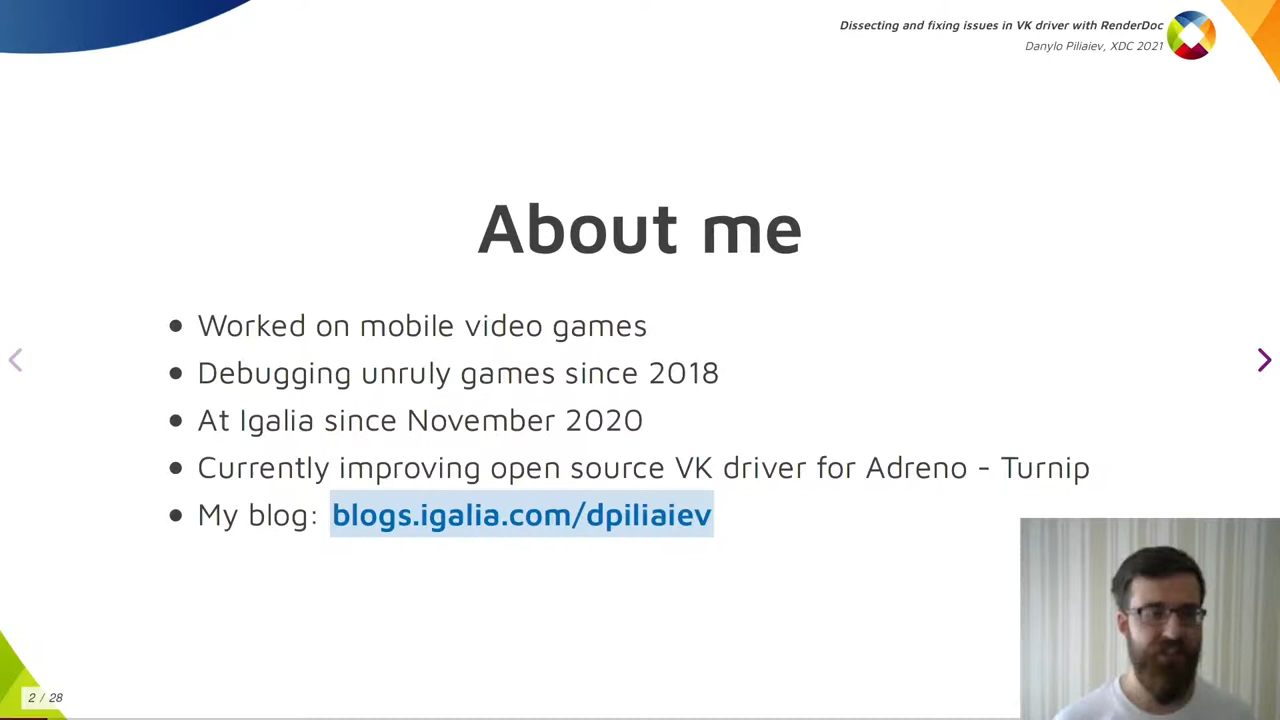 Dissecting and fixing issues in VK driver with RenderDoc
Danylo Piliaiev, XDC 2021
About me
Worked on mobile video games
Debugging unruly games since 2018
At Igalia since November 2020
Currently improving open source VK driver for Adreno - Turnip
My blog: blogs.igalia.com/dpiliaiev
2 / 28